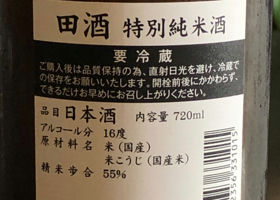 田酒 特別純米酒
要冷蔵
ご購入後は品質保持の為、直射日光を避け、冷蔵で
の保存をお願いいたします。開栓前後にかかわらず、
できるだけお早めにお召し上がりください。
品目 日本酒 内容量 720ml
アルコール分 16度
原材料名 米(国産)
米こうじ(国産米)
精米歩合 55%